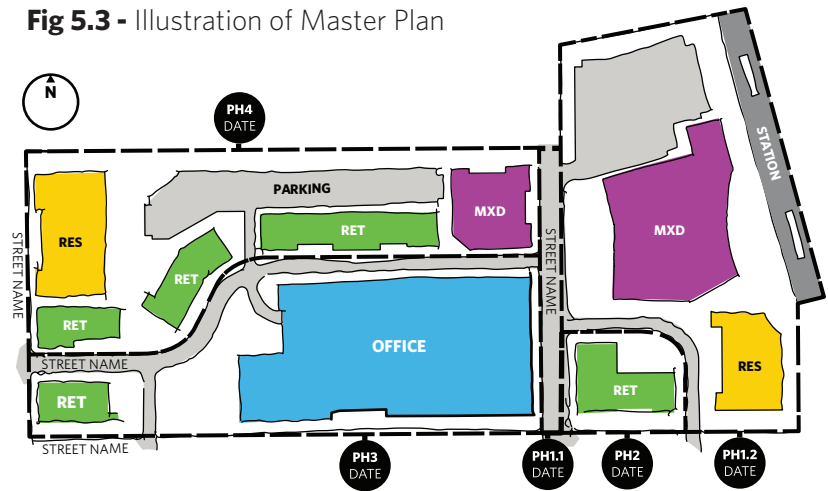 Fig 5.3 - Illustration of Master Plan
N
PH4
DATE
STATION
PARKING
RES
RET
MXD
MXD
RET
STREET NAME
STREET NAME
RET
OFFICE
STREET NAME
RET
RES
RET
STREET NAME
PH3
DATE
PH1.1
DATE
PH2
DATE
PH1.2
DATE